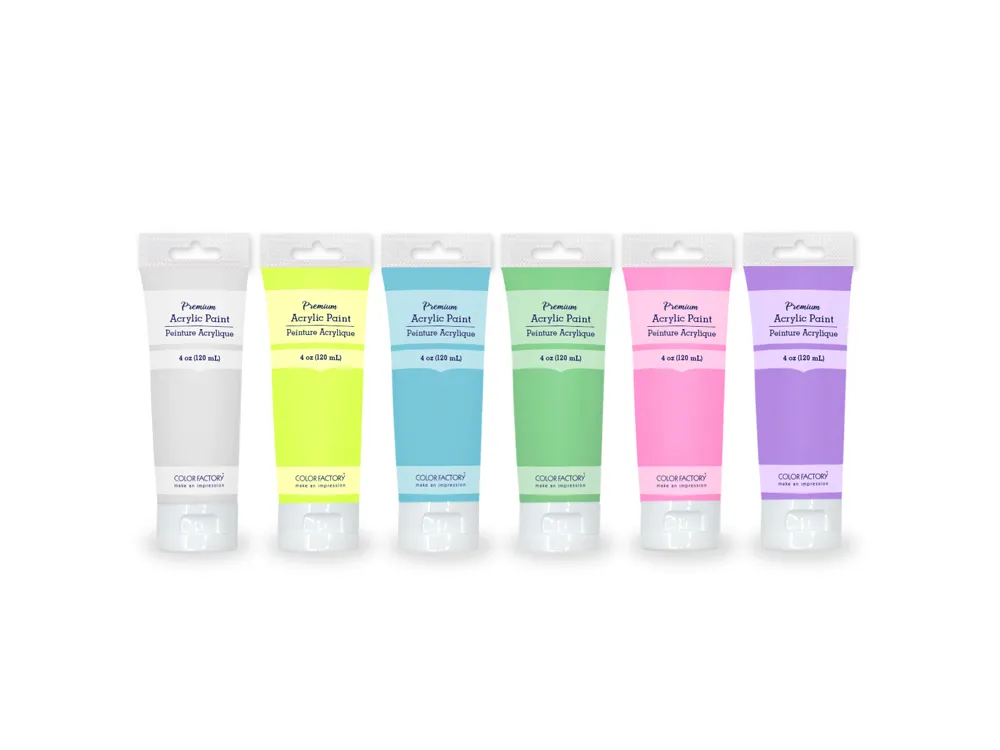 Premium
Acrylic Paint
Peinture Acrylique
4 oz (120 mL)
COLOR FACTORY
make an impression
Premium
Acrylic Paint
Peinture Acrylique
4 oz (120 mL)
COLOR FACTORY
make an impression
Premium
Acrylic Paint
Peinture Acrylique
4 oz (120 mL)
COLOR FACTORY
make an impression
Premium
Acrylic Paint
Peinture Acrylique
4 oz (120 mL)
COLOR FACTORY
make an impression
Premium
Acrylic Paint
Peinture Acrylique
4 oz (120 mL)
COLOR FACTORY
make an impression
Premium
Acrylic Paint
Peinture Acrylique
4 oz (120 mL)
COLOR FACTORY
make an impression